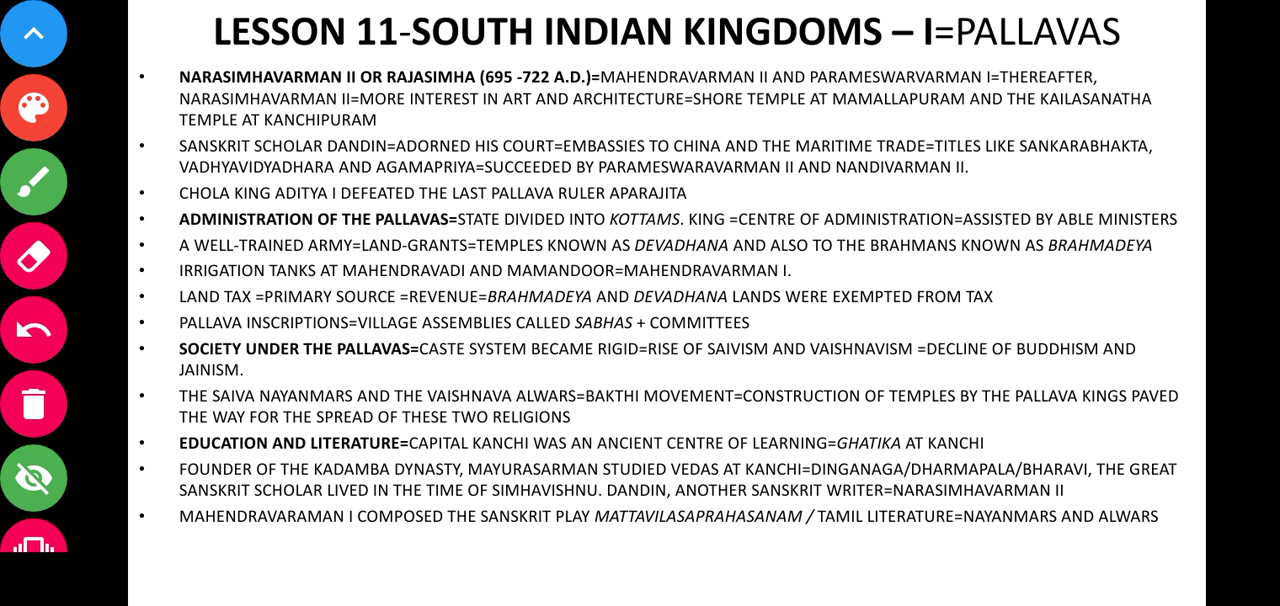 LESSON 11-SOUTH INDIAN KINGDOMS – I=PALLAVAS
• NARASIMHAVARMAN II OR RAJASIMHA (695 -722 A.D.)=MAHENDRAVARMAN II AND PARAMESWARVARMAN I=THEREAFTER,
NARASIMHAVARMAN II=MORE INTEREST IN ART AND ARCHITECTURE=SHORE TEMPLE AT MAMALLAPURAM AND THE KAILASANATHA
TEMPLE AT KANCHIPURAM
• SANSKRIT SCHOLAR DANDIN=ADORNED HIS COURT=EMBASSIES TO CHINA AND THE MARITIME TRADE=TITLES LIKE SANKARABHAKTA,
VADHYAVIDYADHARA AND AGAMAPRIYA=SUCCEEDED BY PARAMESWARAVARMAN II AND NANDIVARMAN II.
• CHOLA KING ADITYA I DEFEATED THE LAST PALLAVA RULER APARAJITA
• ADMINISTRATION OF THE PALLAVAS=STATE DIVIDED INTO KOTTAMS. KING =CENTRE OF ADMINISTRATION=ASSISTED BY ABLE MINISTERS
• A WELL-TRAINED ARMY=LAND-GRANTS=TEMPLES KNOWN AS DEVADHANA AND ALSO TO THE BRAHMANS KNOWN AS BRAHMADEYA
• IRRIGATION TANKS AT MAHENDRAVADI AND MAMANDOOR=MAHENDRAVARMAN I.
• LAND TAX =PRIMARY SOURCE =REVENUE=BRAHMADEYA AND DEVADHANA LANDS WERE EXEMPTED FROM TAX
• PALLAVA INSCRIPTIONS=VILLAGE ASSEMBLIES CALLED SABHAS + COMMITTEES
• SOCIETY UNDER THE PALLAVAS=CASTE SYSTEM BECAME RIGID=RISE OF SAIVISM AND VAISHNAVISM =DECLINE OF BUDDHISM AND
JAINISM.
• THE SAIVA NAYANMARS AND THE VAISHNAVA ALWARS=BAKTHI MOVEMENT=CONSTRUCTION OF TEMPLES BY THE PALLAVA KINGS PAVED
THE WAY FOR THE SPREAD OF THESE TWO RELIGIONS
• EDUCATION AND LITERATURE=CAPITAL KANCHI WAS AN ANCIENT CENTRE OF LEARNING=GHATIKA AT KANCHI
• FOUNDER OF THE KADAMBA DYNASTY, MAYURASARMAN STUDIED VEDAS AT KANCHI=DINGANAGA/DHARMAPALA/BHARAVI, THE GREAT
SANSKRIT SCHOLAR LIVED IN THE TIME OF SIMHAVISHNU. DANDIN, ANOTHER SANSKRIT WRITER=NARASIMHAVARMAN II
• MAHENDRAVARAMAN I COMPOSED THE SANSKRIT PLAY MATTAVILASAPRAHASANAM / TAMIL LITERATURE=NAYANMARS AND ALWARS